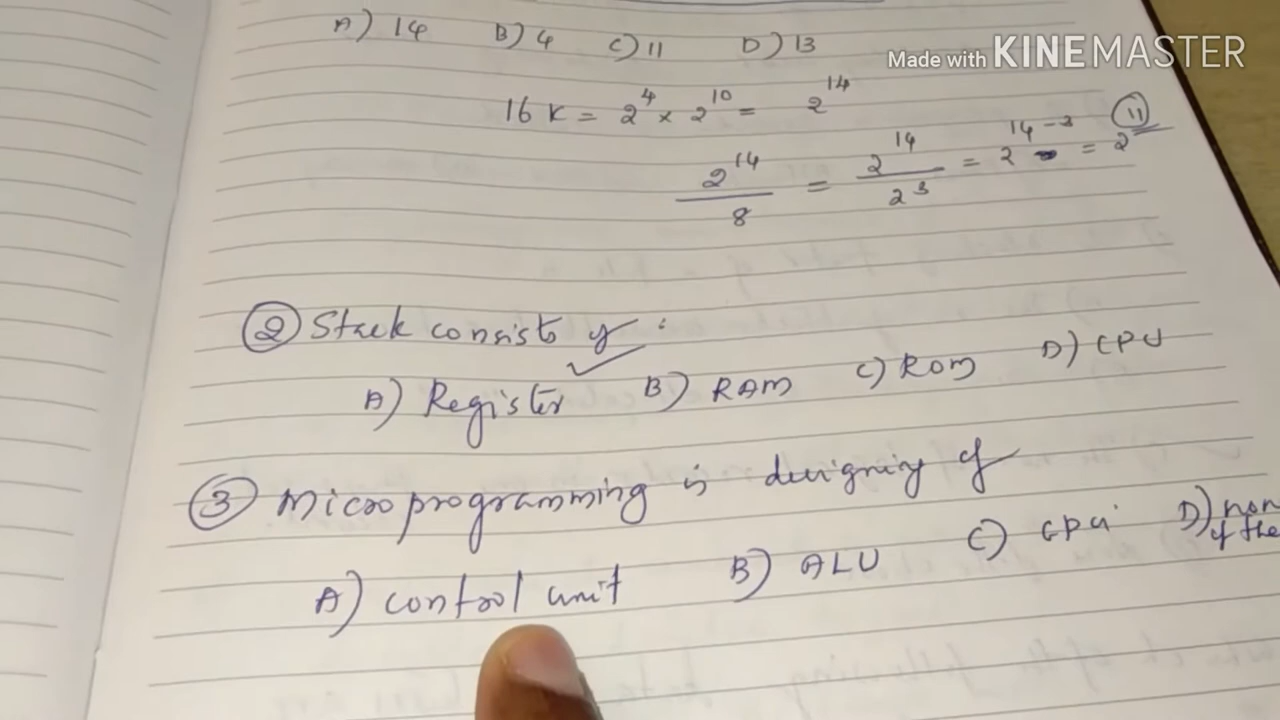 A) 14 B) 4 C) 11 D) 13
Made with KINEMASTER
16 K = 2^4 × 2^10 = 2^14
2^14 / 8 = 2^14 / 2^3 = 2^14-3 = 2^11
② Stack consists of :
A) Register ✓ B) RAM C) ROM D) CPU
③ Microprogramming is designing of
A) control unit B) ALU C) CPU D) non
of the